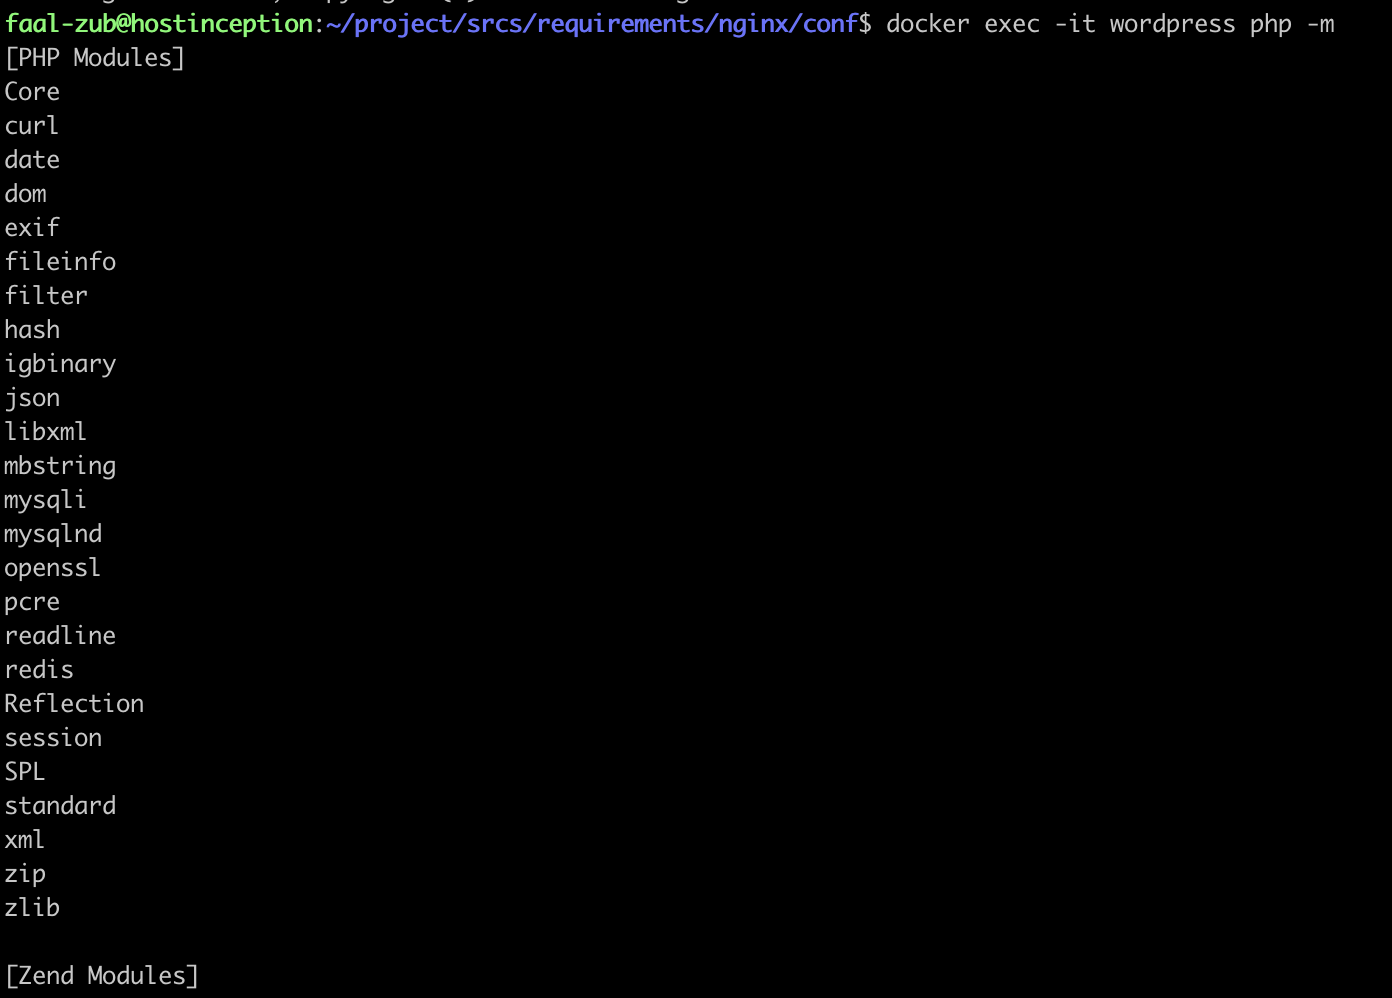 faal-zub@hostinception:~/project/srcs/requirements/nginx/conf$ docker exec -it wordpress php -m
[PHP Modules]
Core
curl
date
dom
exif
fileinfo
filter
hash
igbinary
json
libxml
mbstring
mysqli
mysqlnd
openssl
pcre
readline
redis
Reflection
session
SPL
standard
xml
zip
zlib
[Zend Modules]